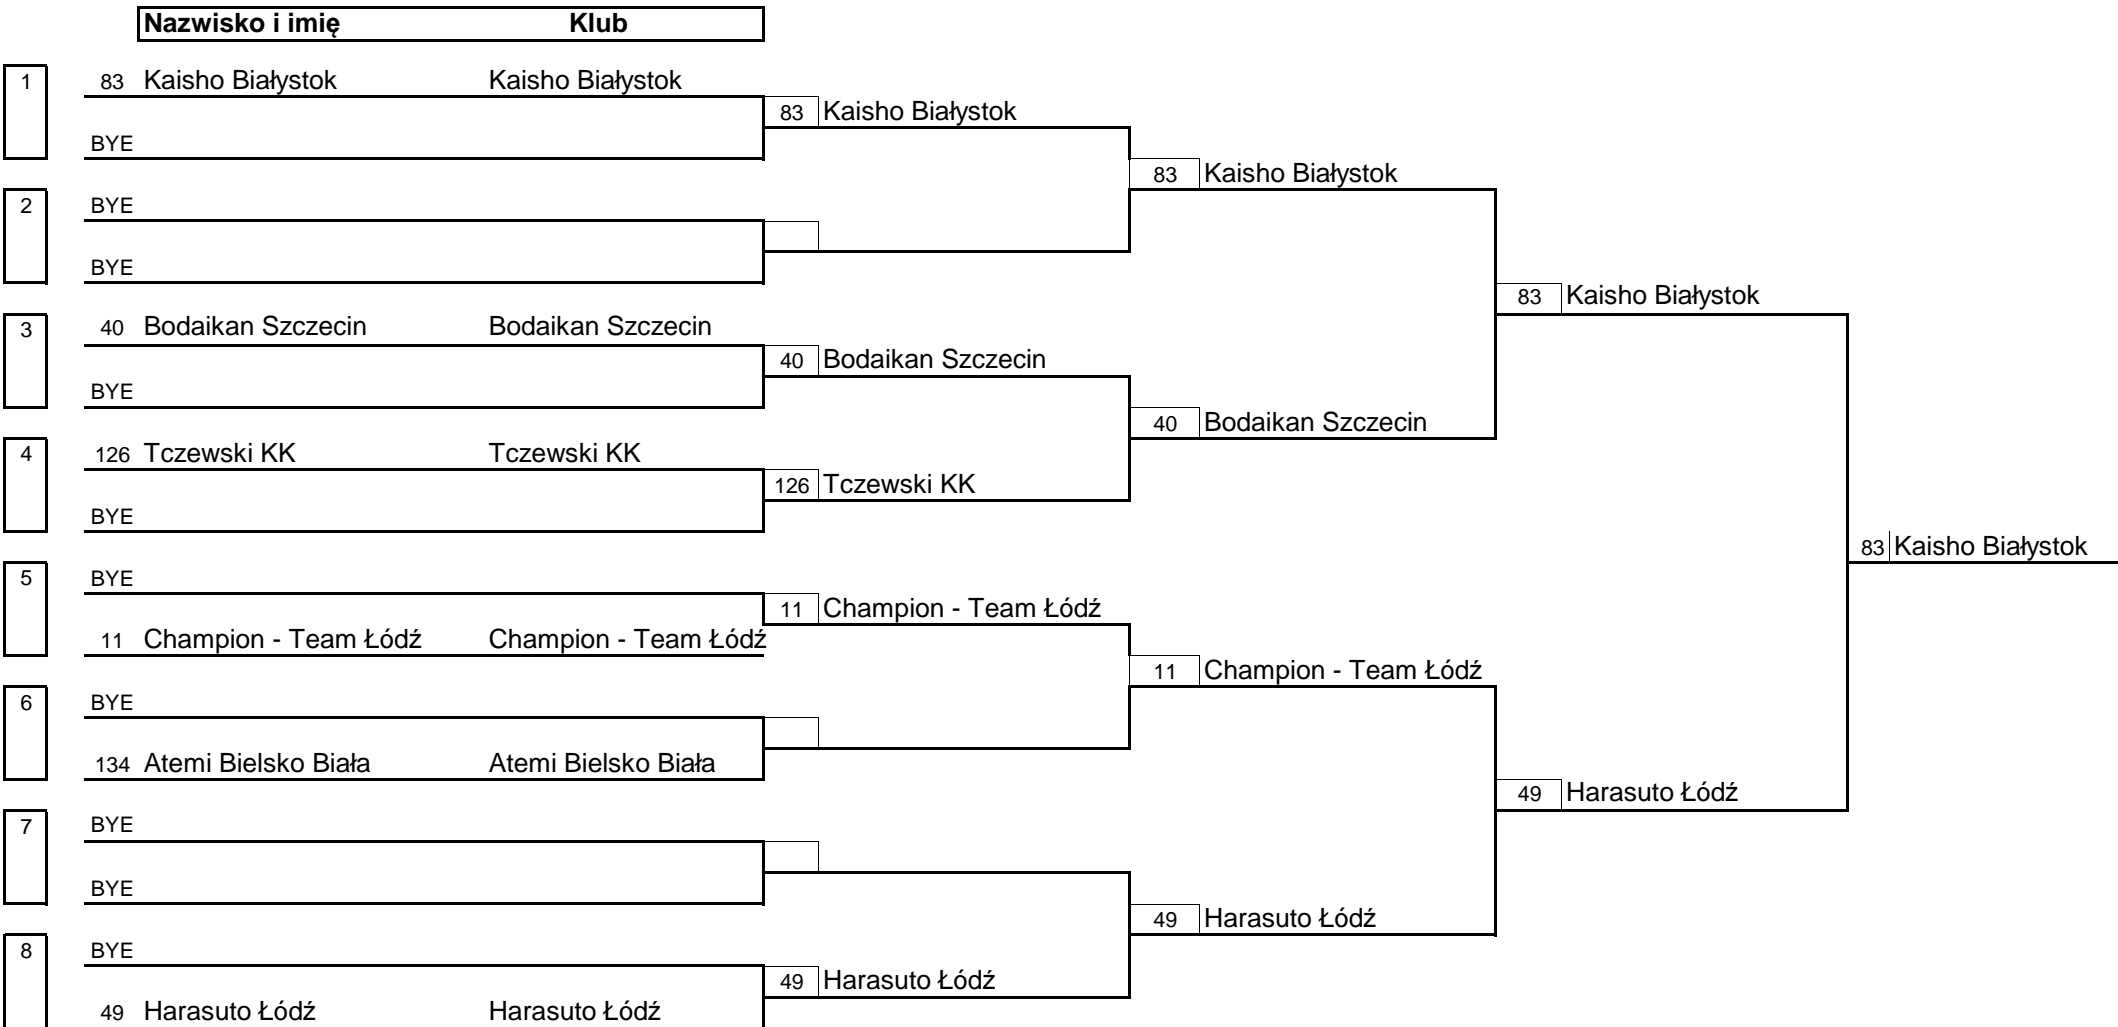 Nazwisko i imię Klub
1 83 Kaisho Białystok Kaisho Białystok
83 Kaisho Białystok
BYE
83 Kaisho Białystok
2 BYE
BYE
83 Kaisho Białystok
3 40 Bodaikan Szczecin Bodaikan Szczecin
40 Bodaikan Szczecin
BYE
40 Bodaikan Szczecin
4 126 Tczewski KK Tczewski KK
126 Tczewski KK
BYE
83 Kaisho Białystok
5 BYE
11 Champion - Team Łódź
11 Champion - Team Łódź Champion - Team Łódź
11 Champion - Team Łódź
6 BYE
134 Atemi Bielsko Biała Atemi Bielsko Biała
49 Harasuto Łódź
7 BYE
BYE
49 Harasuto Łódź
8 BYE
49 Harasuto Łódź
49 Harasuto Łódź Harasuto Łódź